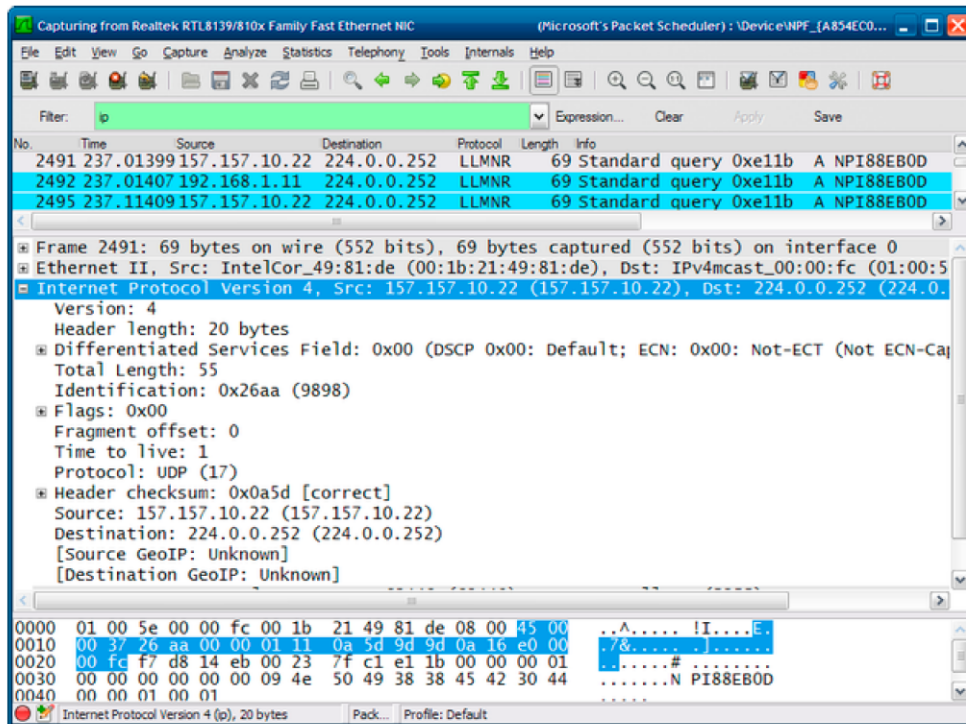 Capturing from Realtek RTL8139/810x Family Fast Ethernet NIC (Microsoft's Packet Scheduler) : \Device\NPF_{A854EC0...
File Edit View Go Capture Analyze Statistics Telephony Tools Internals Help
Filter: ip Expression... Clear Apply Save
No. Time Source Destination Protocol Length Info
2491 237.01399 157.157.10.22 224.0.0.252 LLMNR 69 Standard query 0xe11b A NPI88EB0D
2492 237.01407 192.168.1.11 224.0.0.252 LLMNR 69 Standard query 0xe11b A NPI88EB0D
2495 237.11409 157.157.10.22 224.0.0.252 LLMNR 69 Standard query 0xe11b A NPI88EB0D
Frame 2491: 69 bytes on wire (552 bits), 69 bytes captured (552 bits) on interface 0
Ethernet II, Src: IntelCor_49:81:de (00:1b:21:49:81:de), Dst: IPv4mcast_00:00:fc (01:00:5
Internet Protocol Version 4, Src: 157.157.10.22 (157.157.10.22), Dst: 224.0.0.252 (224.0.
Version: 4
Header length: 20 bytes
Differentiated Services Field: 0x00 (DSCP 0x00: Default; ECN: 0x00: Not-ECT (Not ECN-Cap
Total Length: 55
Identification: 0x26aa (9898)
Flags: 0x00
Fragment offset: 0
Time to live: 1
Protocol: UDP (17)
Header checksum: 0x0a5d [correct]
Source: 157.157.10.22 (157.157.10.22)
Destination: 224.0.0.252 (224.0.0.252)
[Source GeoIP: Unknown]
[Destination GeoIP: Unknown]
0000 01 00 5e 00 00 fc 00 1b 21 49 81 de 08 00 45 00 ..^..... !I....E.
0010 00 37 26 aa 00 00 01 11 0a 5d 9d 9d 0a 16 e0 00 .7&..... .]......
0020 00 fc f7 d8 14 eb 00 23 7f c1 e1 1b 00 00 00 01 .......# ........
0030 00 00 00 00 00 00 09 4e 50 49 38 38 45 42 30 44 .......N PI88EB0D
0040 00 00 01 00 01 .....
Internet Protocol Version 4 (ip), 20 bytes Pack... Profile: Default